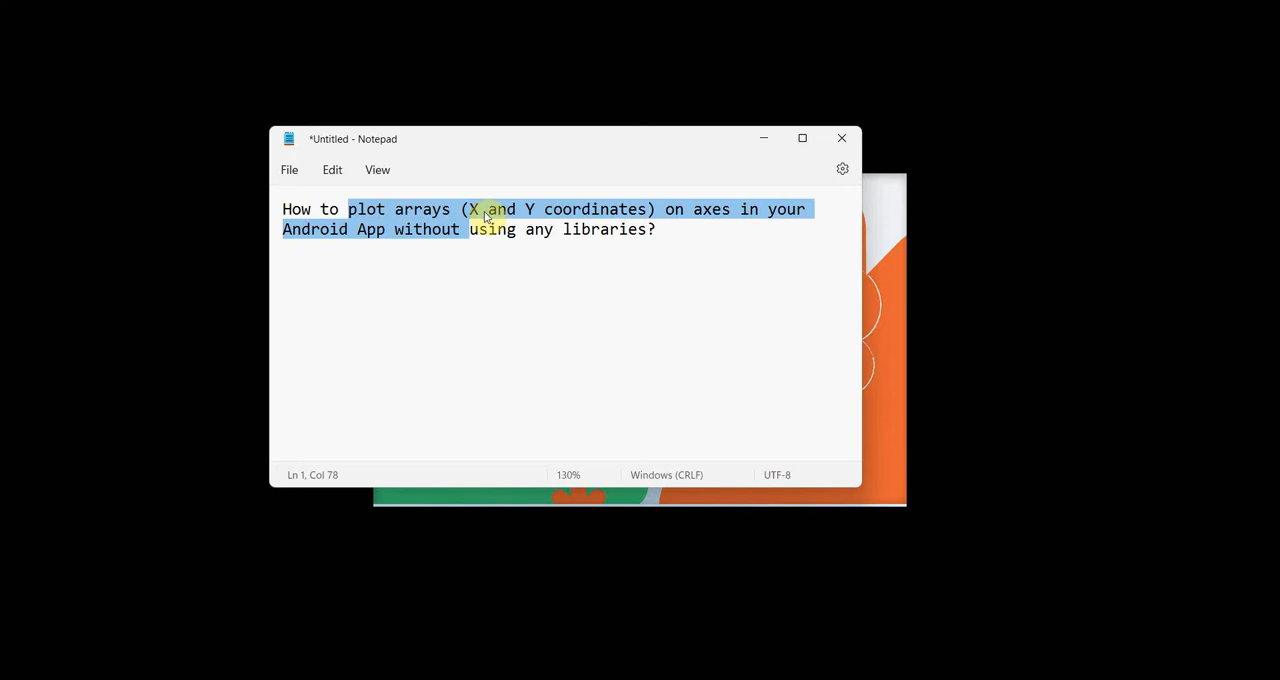 *Untitled - Notepad
File Edit View
How to plot arrays (X and Y coordinates) on axes in your
Android App without using any libraries?
Ln 1, Col 78 130% Windows (CRLF) UTF-8